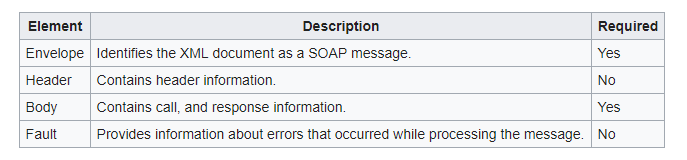 Element Description Required
Envelope Identifies the XML document as a SOAP message. Yes
Header Contains header information. No
Body Contains call, and response information. Yes
Fault Provides information about errors that occurred while processing the message. No